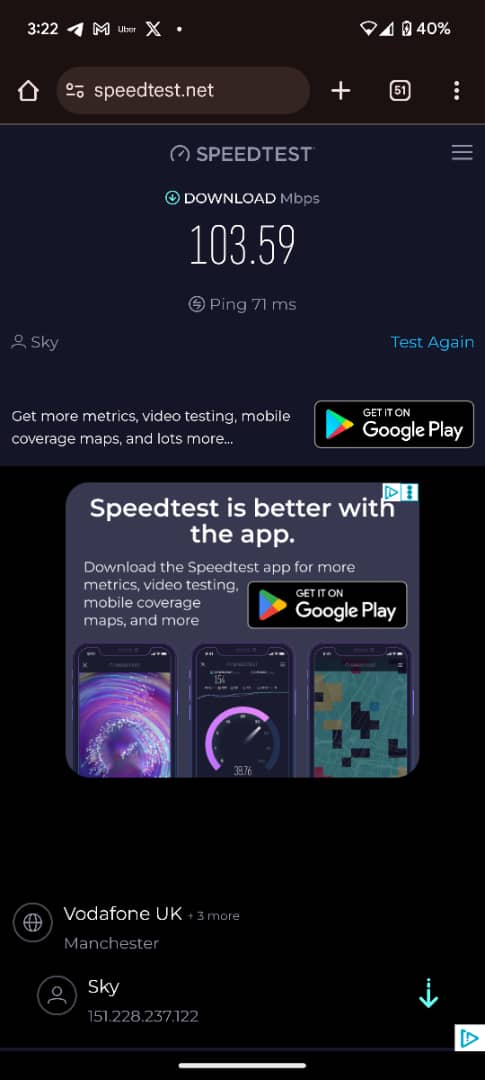 3:22 Uber X 40%
speedtest.net 51
SPEEDTEST
DOWNLOAD Mbps
103.59
Ping 71 ms
Sky Test Again
Get more metrics, video testing, mobile
coverage maps, and lots more...
GET IT ON
Google Play
Speedtest is better with
the app.
Download the Speedtest app for more
metrics, video testing,
mobile coverage
maps, and more
GET IT ON
Google Play
SPEEDTEST
154
38.76
Vodafone UK + 3 more
Manchester
Sky
151.228.237.122